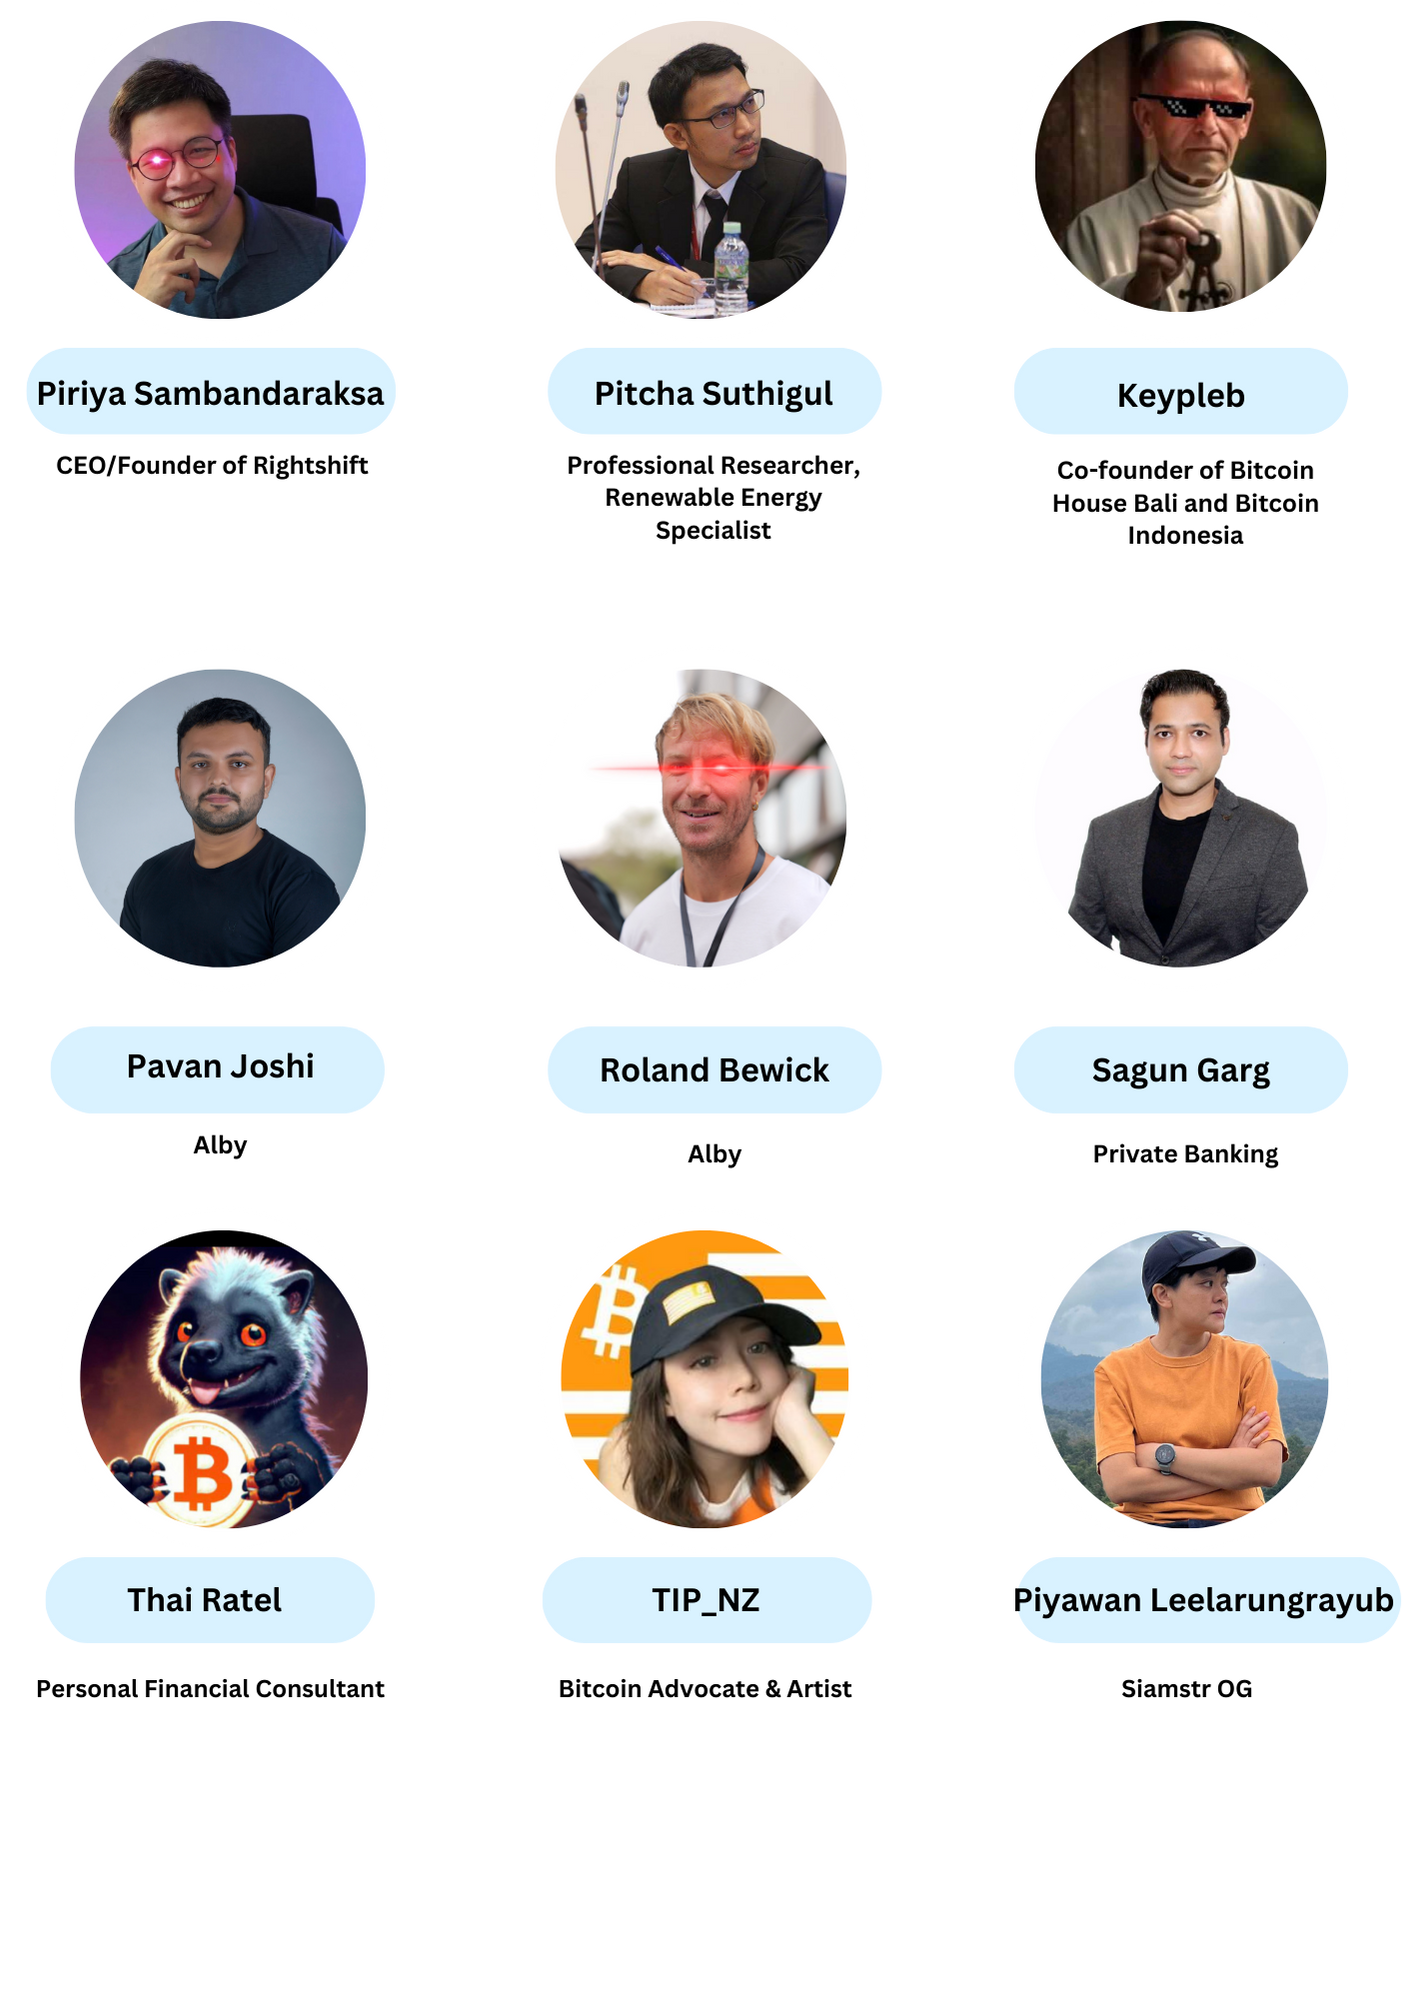 Piriya Sambandaraksa
CEO/Founder of Rightshift
Pitcha Suthigul
Professional Researcher,
Renewable Energy
Specialist
Keypleb
Co-founder of Bitcoin
House Bali and Bitcoin
Indonesia
Pavan Joshi
Alby
Roland Bewick
Alby
Sagun Garg
Private Banking
Thai Ratel
Personal Financial Consultant
TIP_NZ
Bitcoin Advocate & Artist
Piyawan Leelarungrayub
Siamstr OG